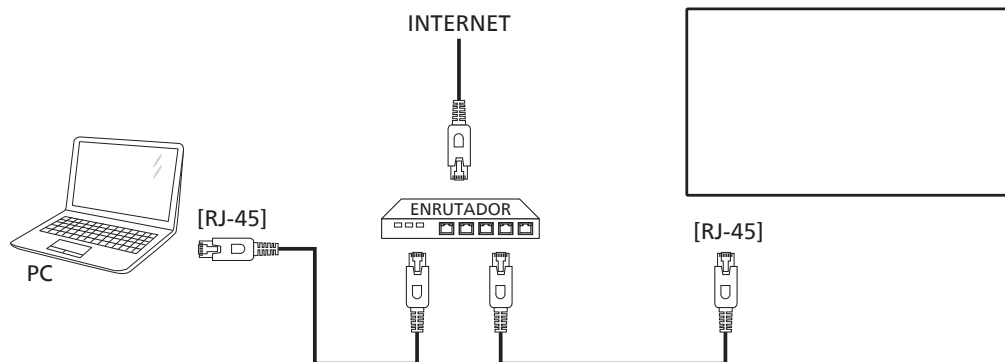 INTERNET
ENRUTADOR
[RJ-45]
[RJ-45]
PC